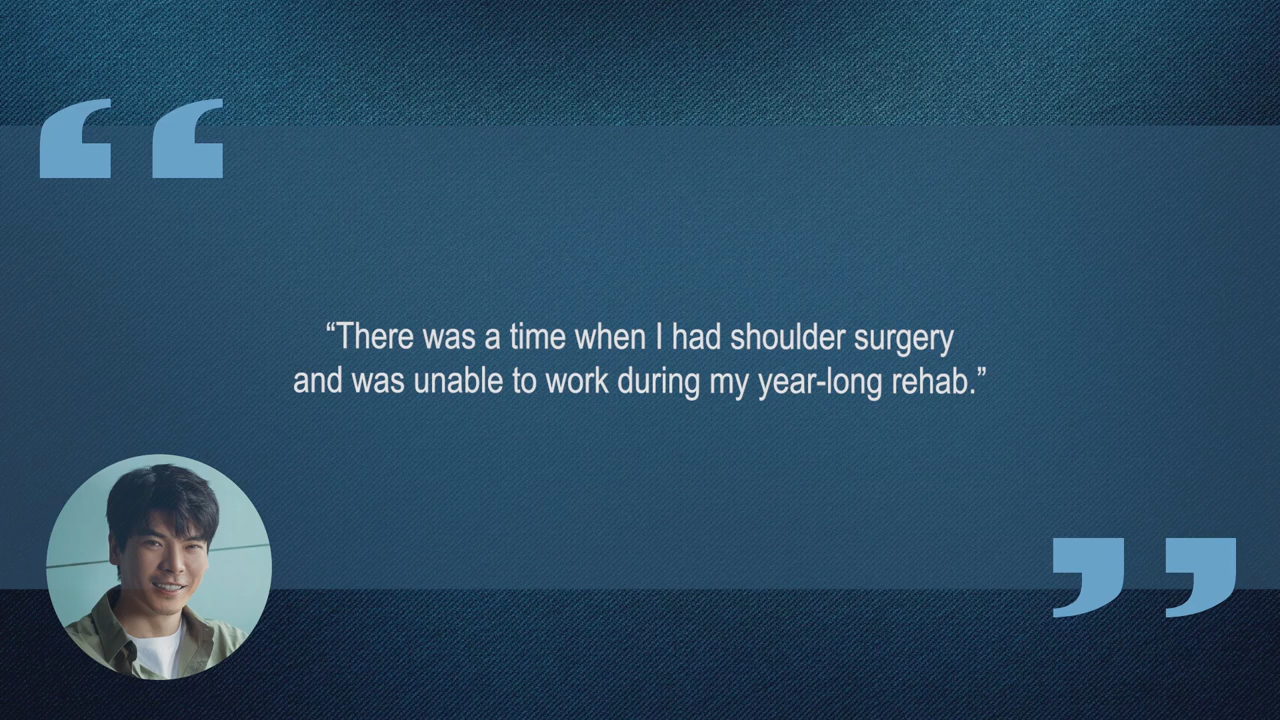 “There was a time when I had shoulder surgery
and was unable to work during my year-long rehab.”